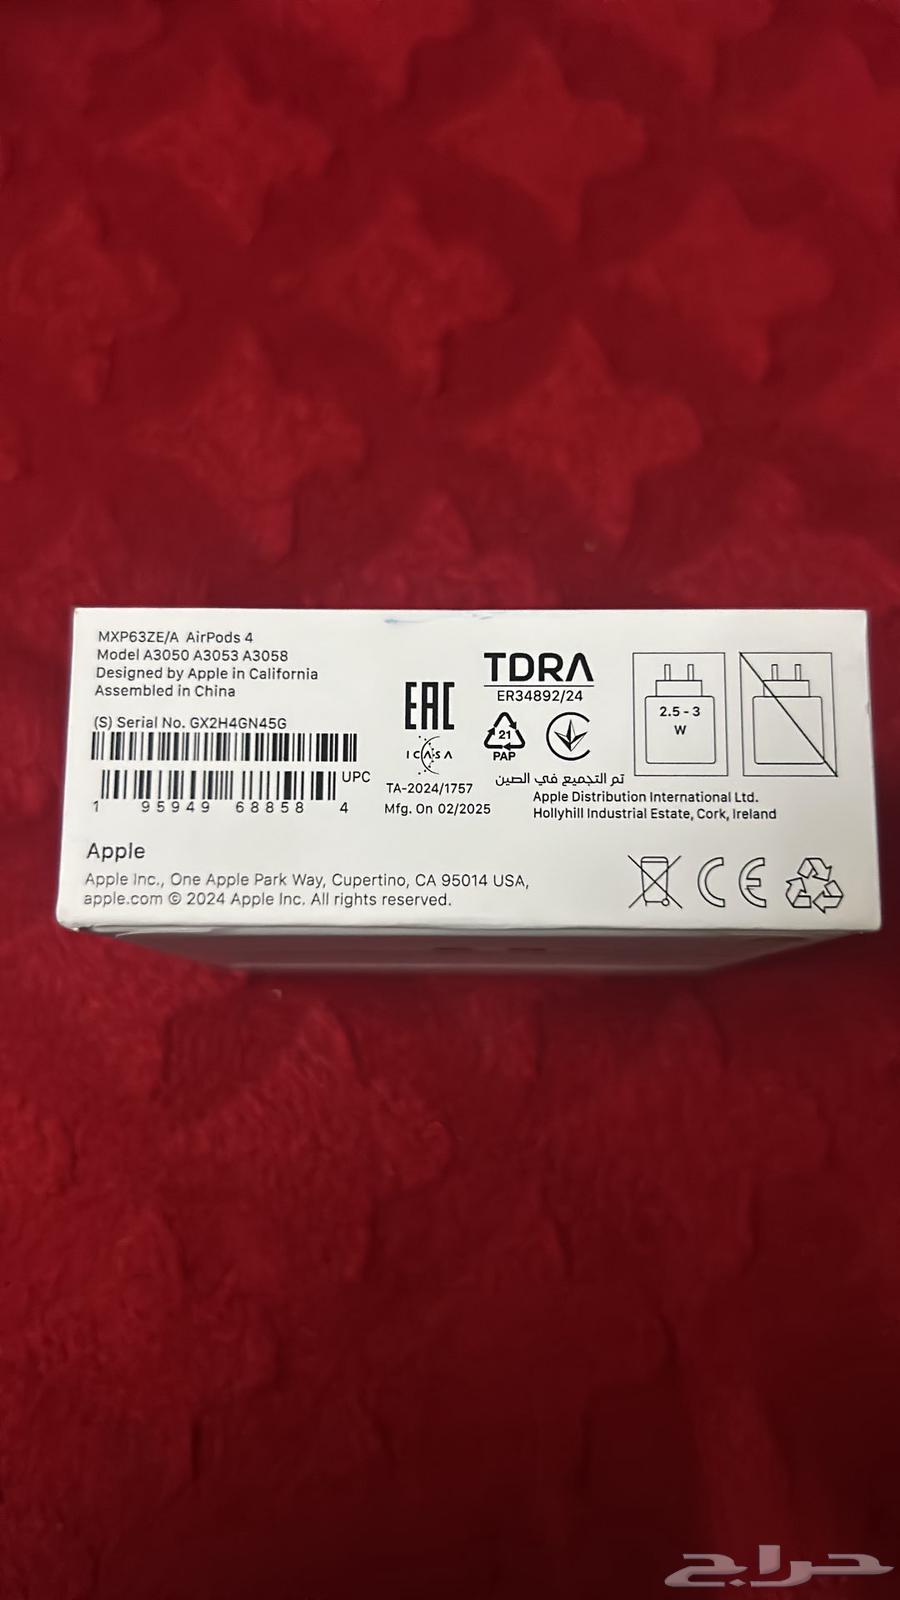 MXP63ZE/A AirPods 4
Model A3050 A3053 A3058
Designed by Apple in California
Assembled in China
(S) Serial No. GX2H4GN45G
UPC
1 95949 68858 4
EAC
ICASA
TA-2024/1757
Mfg. On 02/2025
TDRA
ER34892/24
21
PAP
تم التجميع في الصين
Apple Distribution International Ltd.
Hollyhill Industrial Estate, Cork, Ireland
2.5 - 3
W
Apple
Apple Inc., One Apple Park Way, Cupertino, CA 95014 USA,
apple.com © 2024 Apple Inc. All rights reserved.
CE
حراج